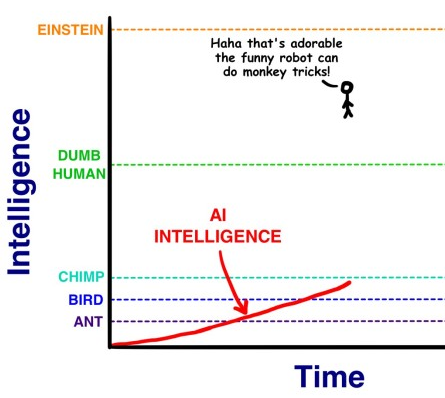 EINSTEIN
Haha that's adorable
the funny robot can
do monkey tricks!
DUMB
HUMAN
AI
INTELLIGENCE
CHIMP
BIRD
ANT
Intelligence
Time